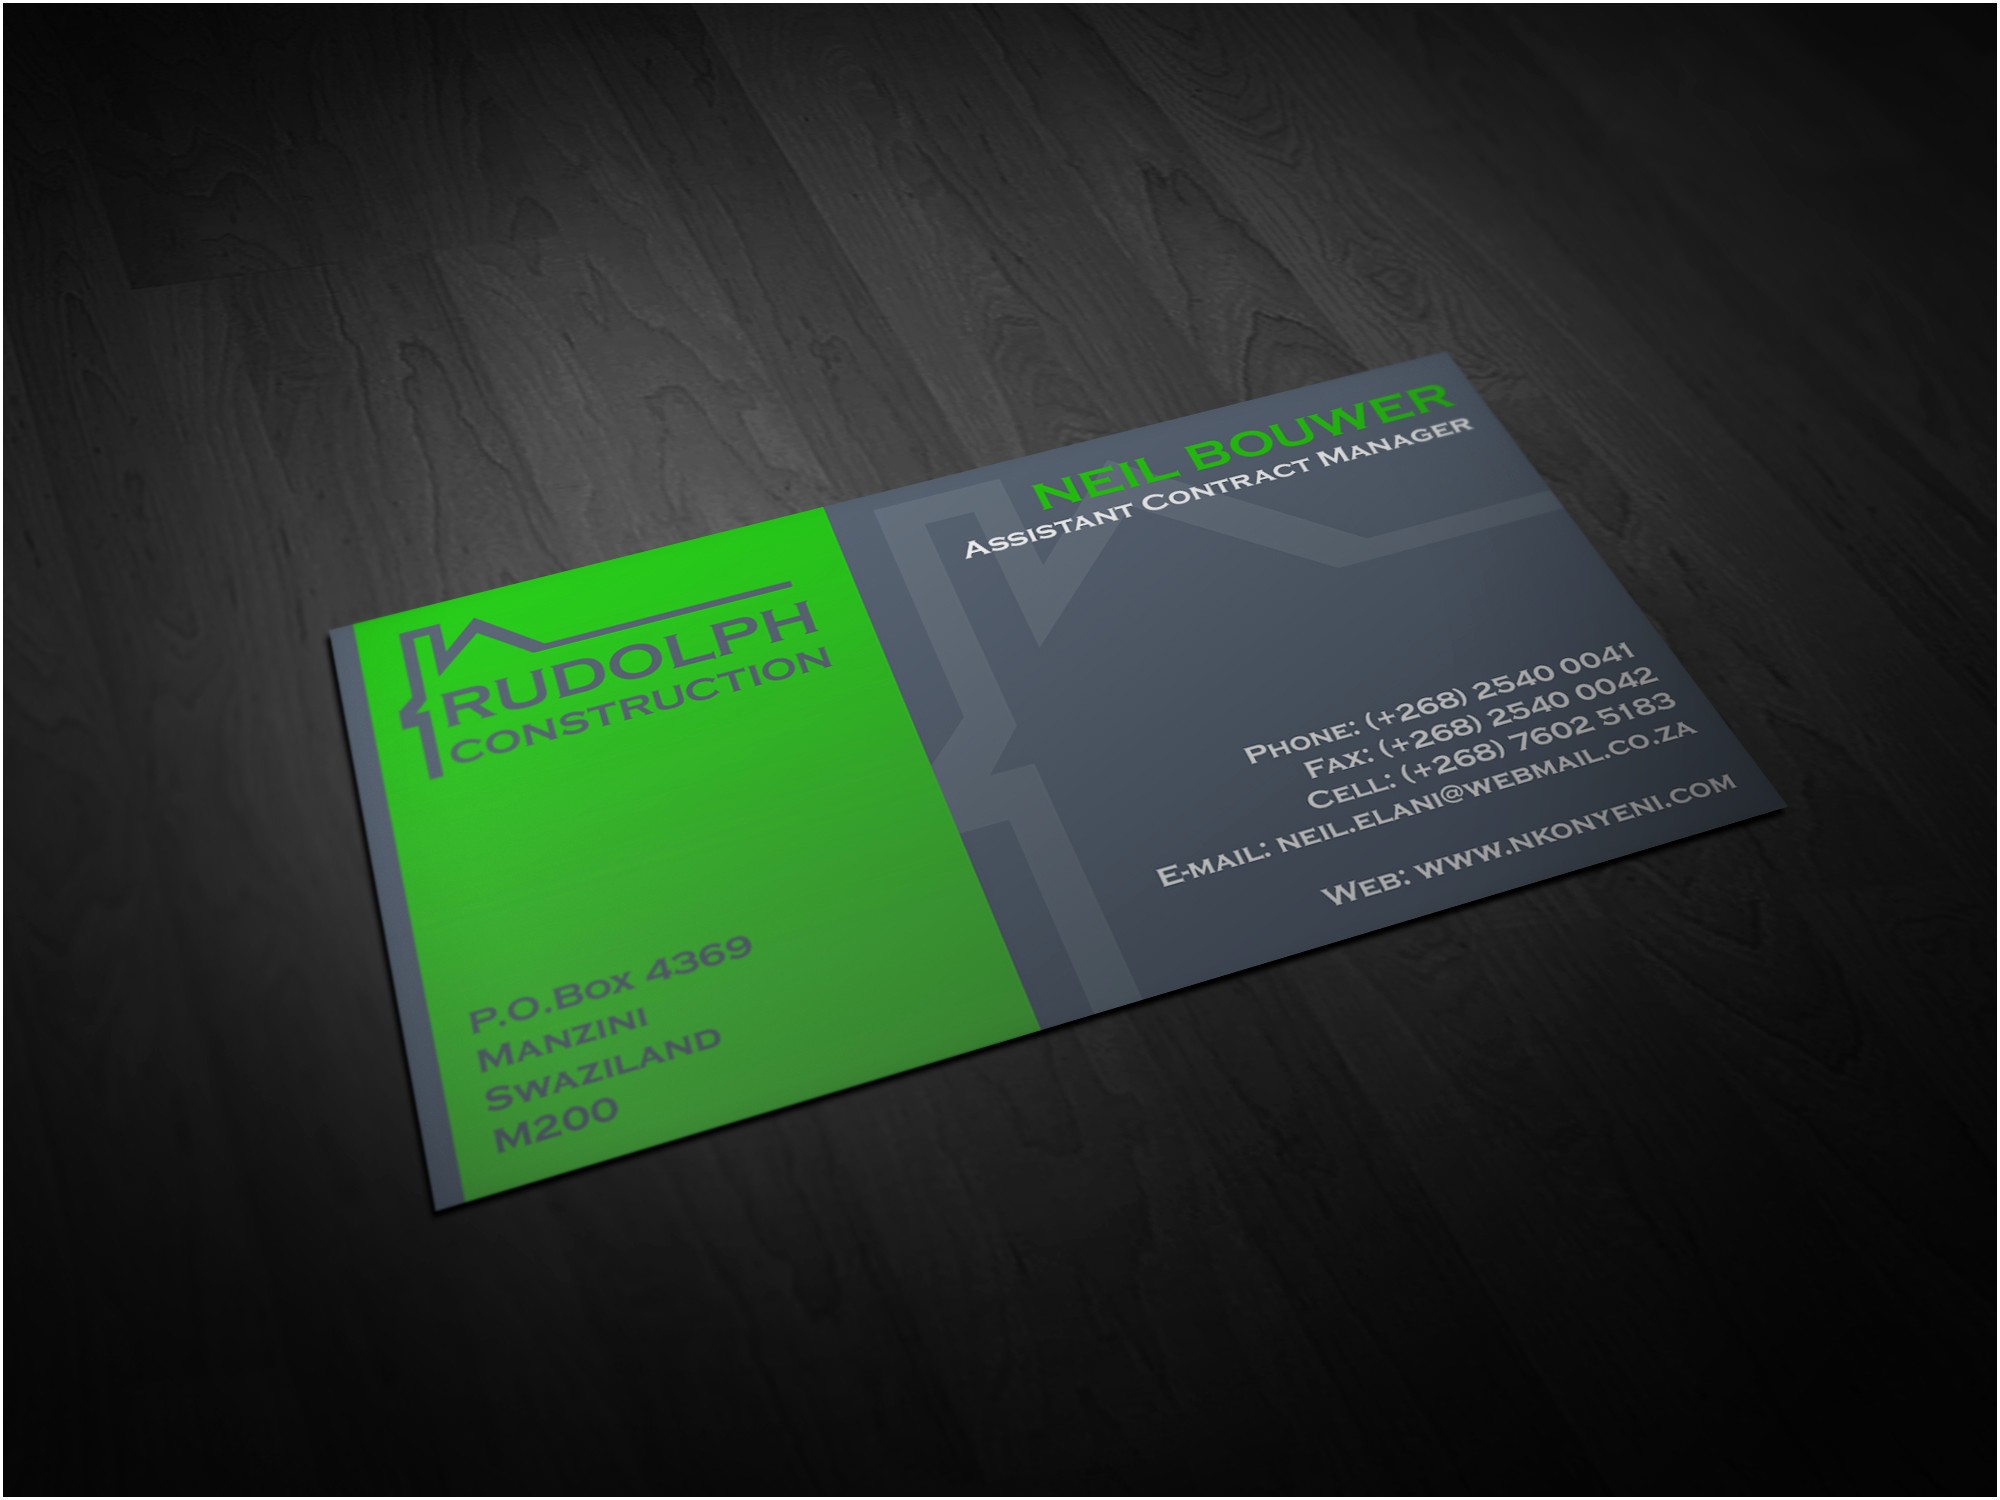 RUDOLPH
CONSTRUCTION
P.O.Box 4369
Manzini
Swaziland
M200
NEIL BOUWER
Assistant Contract Manager
Phone: (+268) 2540 0041
Fax: (+268) 2540 0042
Cell: (+268) 7602 5183
E-mail: neil.elani@webmail.co.za
Web: www.nkonyeni.com